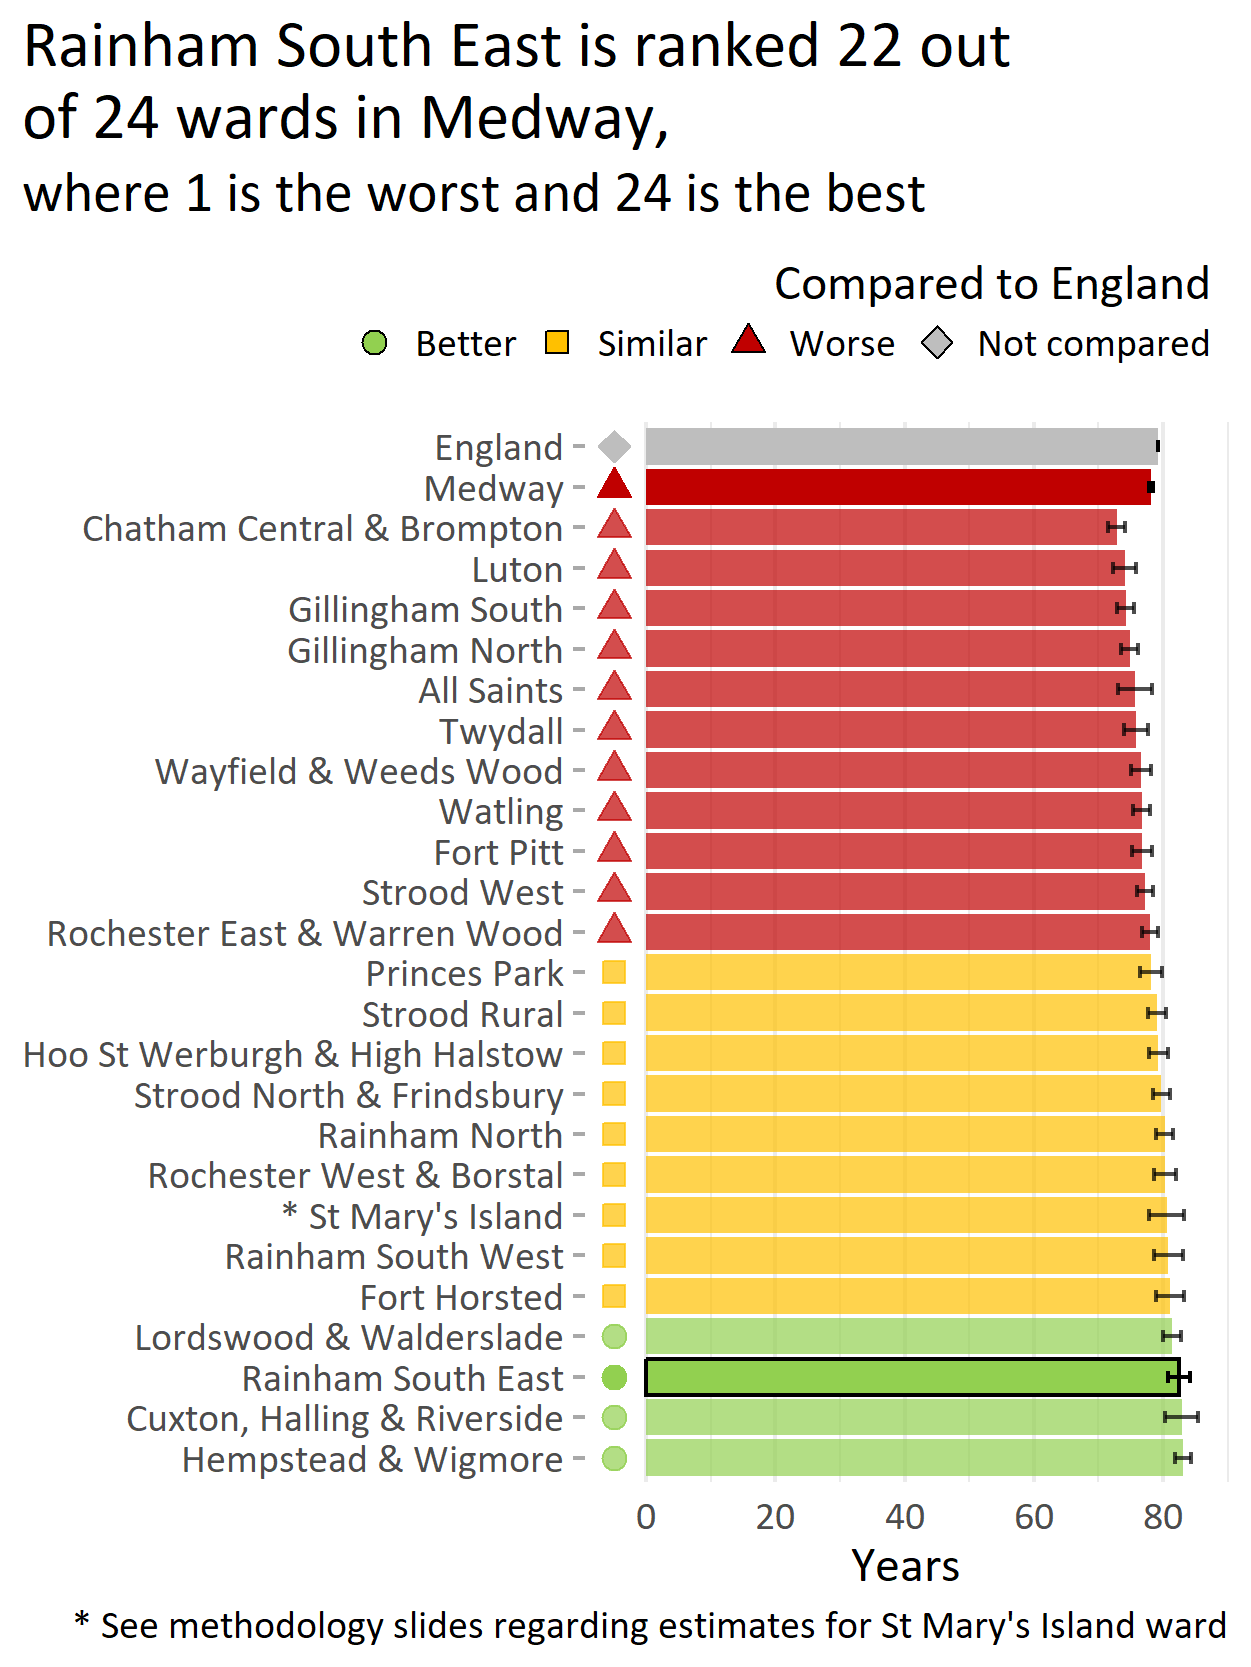 Rainham South East is ranked 22 out
of 24 wards in Medway,
where 1 is the worst and 24 is the best
Compared to England
Better Similar Worse Not compared
England
Medway
Chatham Central & Brompton
Luton
Gillingham South
Gillingham North
All Saints
Twydall
Wayfield & Weeds Wood
Watling
Fort Pitt
Strood West
Rochester East & Warren Wood
Princes Park
Strood Rural
Hoo St Werburgh & High Halstow
Strood North & Frindsbury
Rainham North
Rochester West & Borstal
* St Mary's Island
Rainham South West
Fort Horsted
Lordswood & Walderslade
Rainham South East
Cuxton, Halling & Riverside
Hempstead & Wigmore
0 20 40 60 80
Years
* See methodology slides regarding estimates for St Mary's Island ward